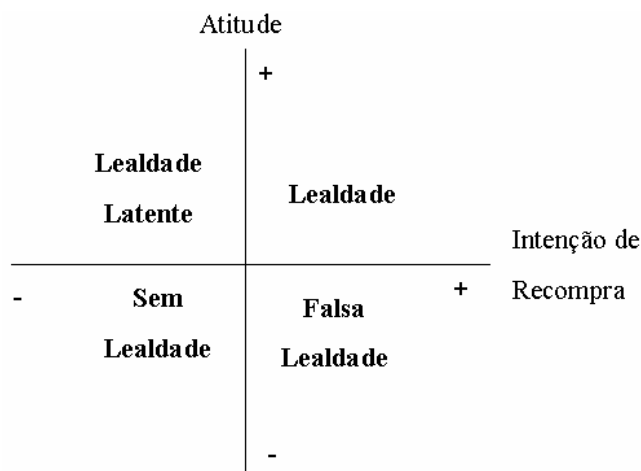 Atitude
+
Lealdade
Latente
Lealdade
Intenção de
Recompra
-
Sem
Lealdade
Falsa
Lealdade
+
-